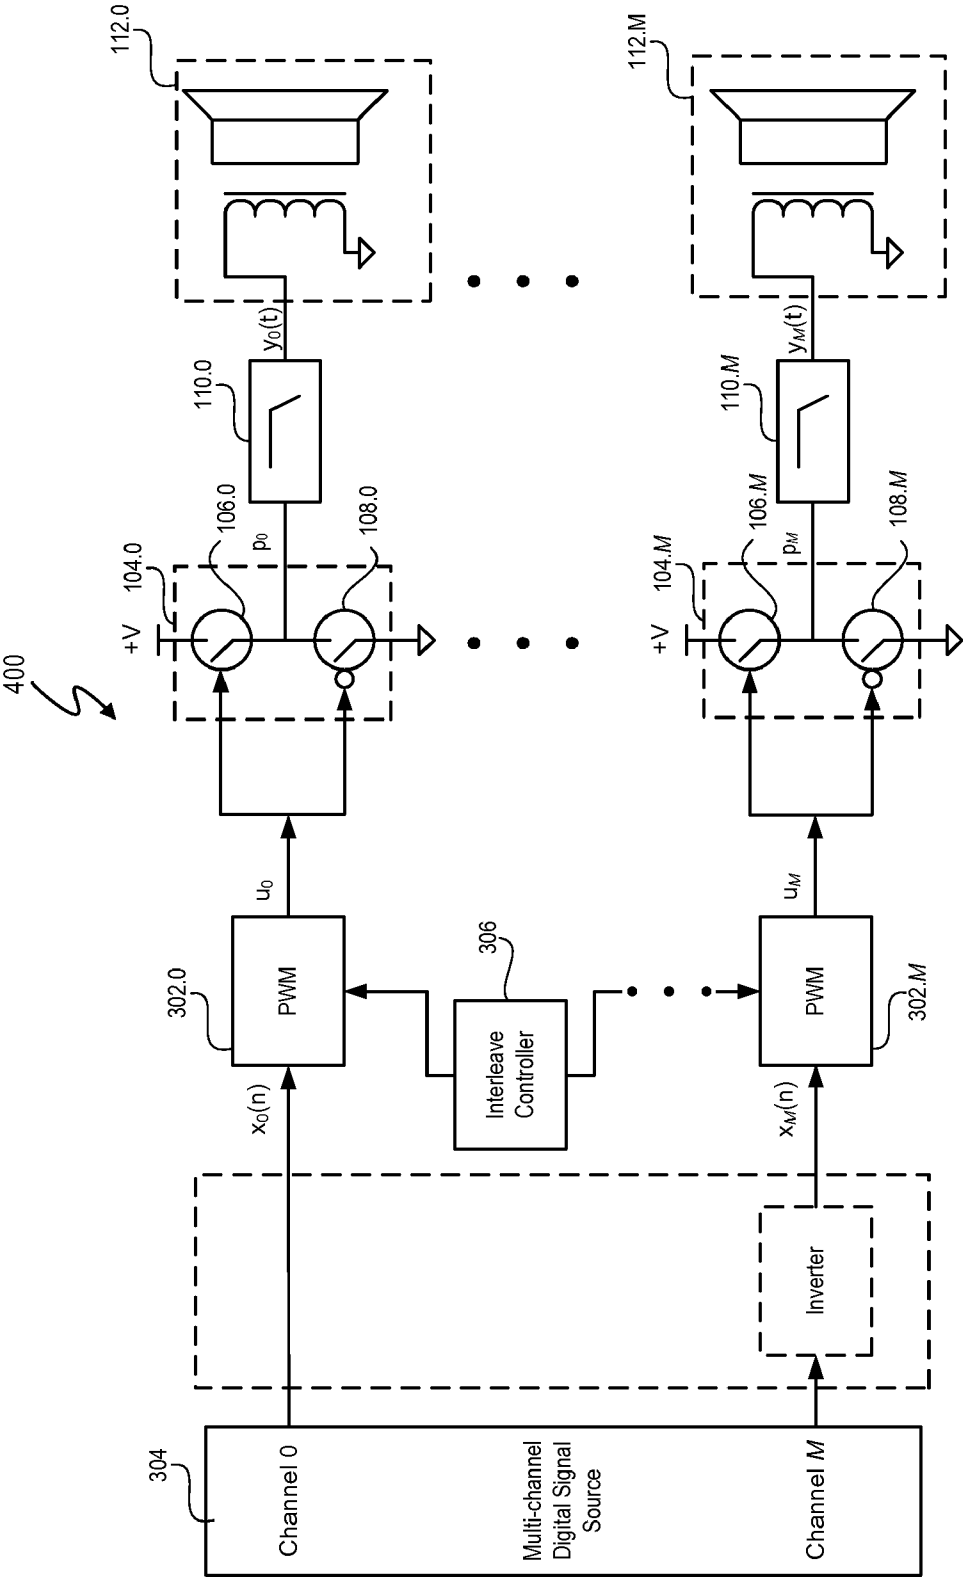 400
304
Channel 0
Multi-channel
Digital Signal
Source
Channel M
Inverter
x0(n)
302.0
PWM
u0
Interleave
Controller
306
xM(n)
PWM
302.M
uM
+V
104.0
106.0
108.0
p0
110.0
y0(t)
112.0
+V
104.M
106.M
108.M
pM
110.M
yM(t)
112.M